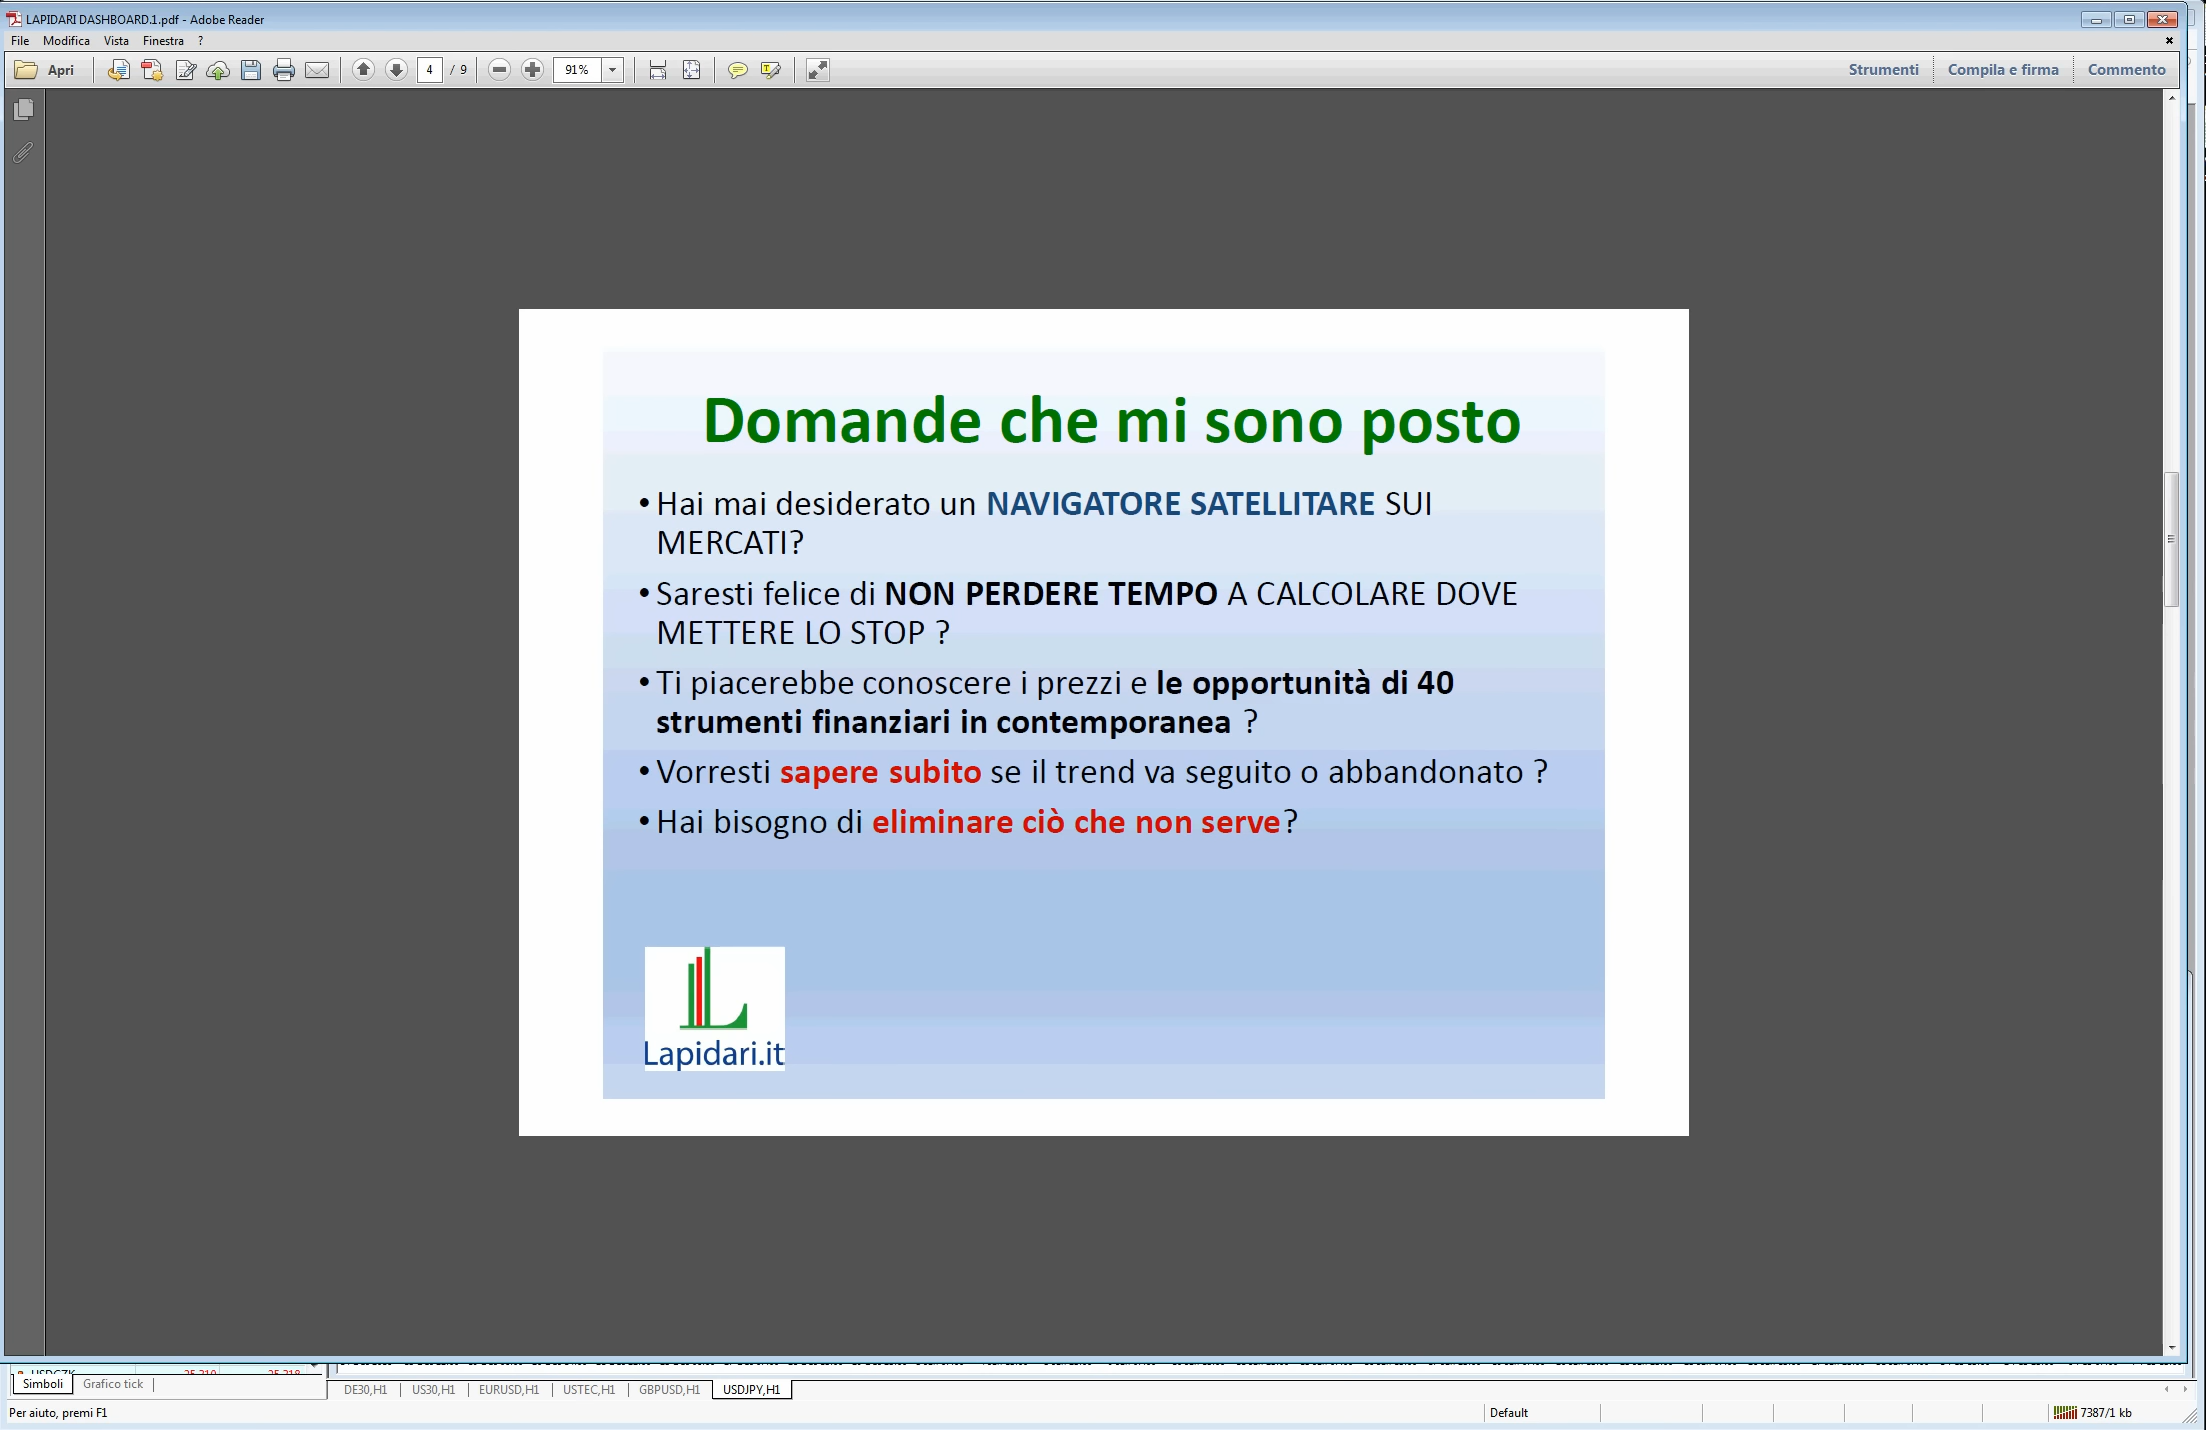 LAPIDARI DASHBOARD.1.pdf - Adobe Reader
File Modifica Vista Finestra ?
Apri 4 / 9 91% Strumenti Compila e firma Commento
Domande che mi sono posto
• Hai mai desiderato un NAVIGATORE SATELLITARE SUI
MERCATI?
• Saresti felice di NON PERDERE TEMPO A CALCOLARE DOVE
METTERE LO STOP ?
• Ti piacerebbe conoscere i prezzi e le opportunità di 40
strumenti finanziari in contemporanea ?
• Vorresti sapere subito se il trend va seguito o abbandonato ?
• Hai bisogno di eliminare ciò che non serve?
Lapidari.it
Simboli Grafico tick
DE30,H1 US30,H1 EURUSD,H1 USTEC,H1 GBPUSD,H1 USDJPY,H1
Per aiuto, premi F1 Default 7387/1 kb